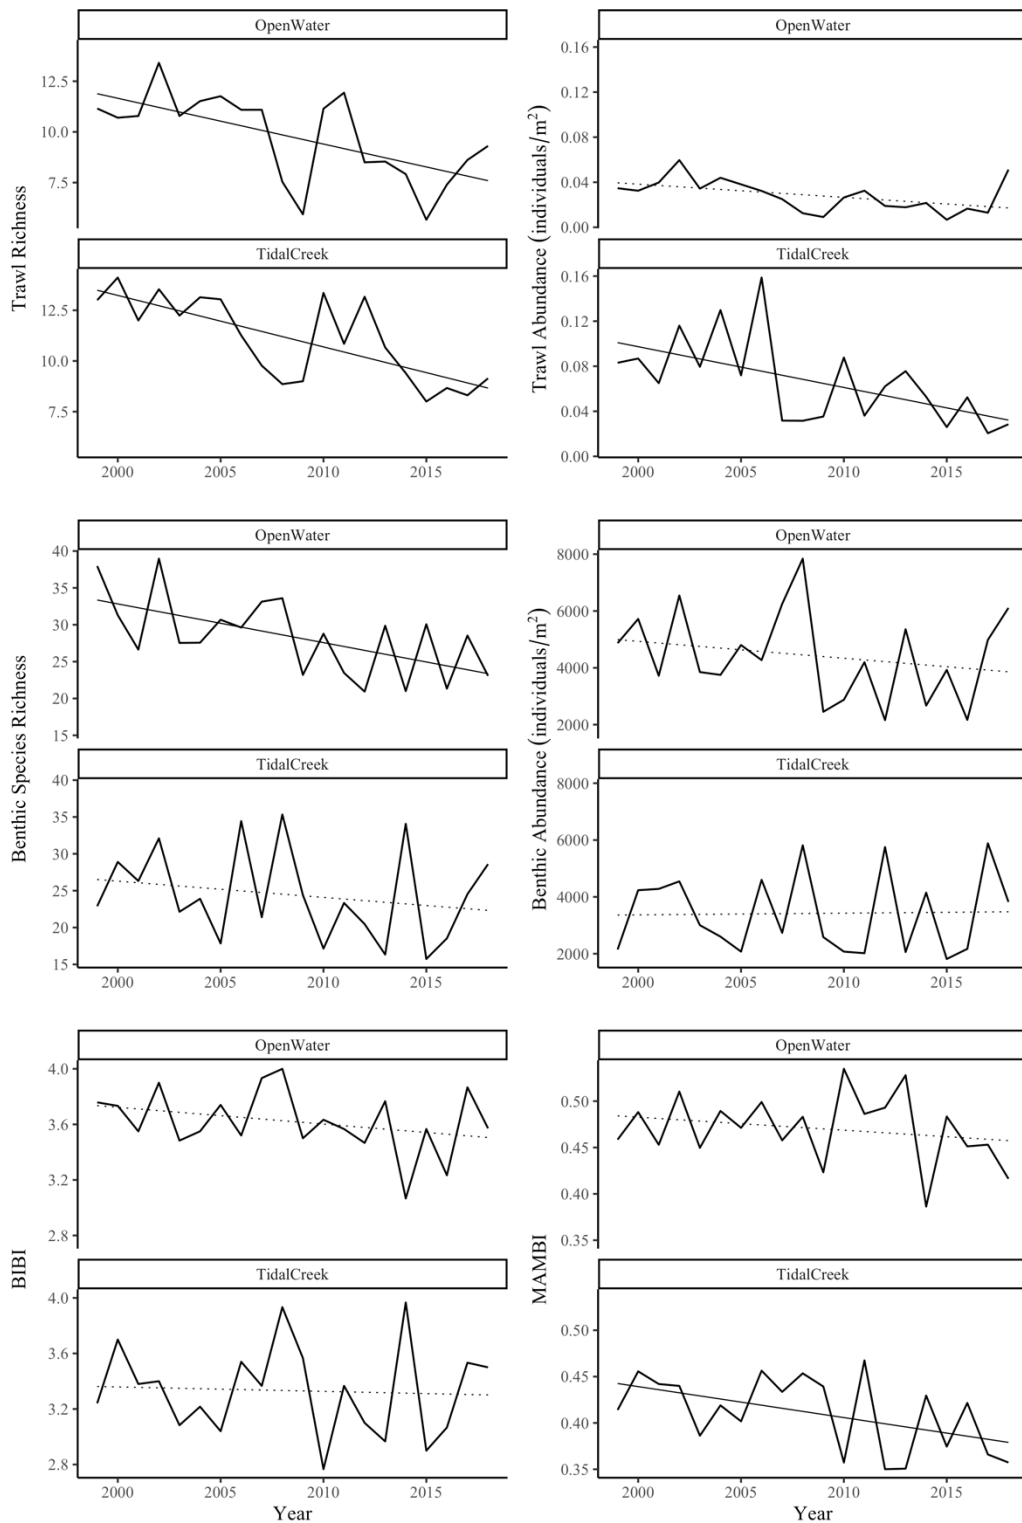 OpenWater
12.5
10.0
7.5
TidalCreek
12.5
10.0
7.5
2000 2005 2010 2015
Trawl Richness
OpenWater
0.16
0.12
0.08
0.04
0.00
TidalCreek
0.16
0.12
0.08
0.04
0.00
2000 2005 2010 2015
Trawl Abundance (individuals/m²)
OpenWater
40
35
30
25
20
15
TidalCreek
40
35
30
25
20
15
2000 2005 2010 2015
Benthic Species Richness
OpenWater
8000
6000
4000
2000
TidalCreek
8000
6000
4000
2000
2000 2005 2010 2015
Benthic Abundance (individuals/m²)
OpenWater
4.0
3.6
3.2
2.8
TidalCreek
4.0
3.6
3.2
2.8
2000 2005 2010 2015
BIBI
Year
OpenWater
0.50
0.45
0.40
0.35
TidalCreek
0.50
0.45
0.40
0.35
2000 2005 2010 2015
MAMBI
Year